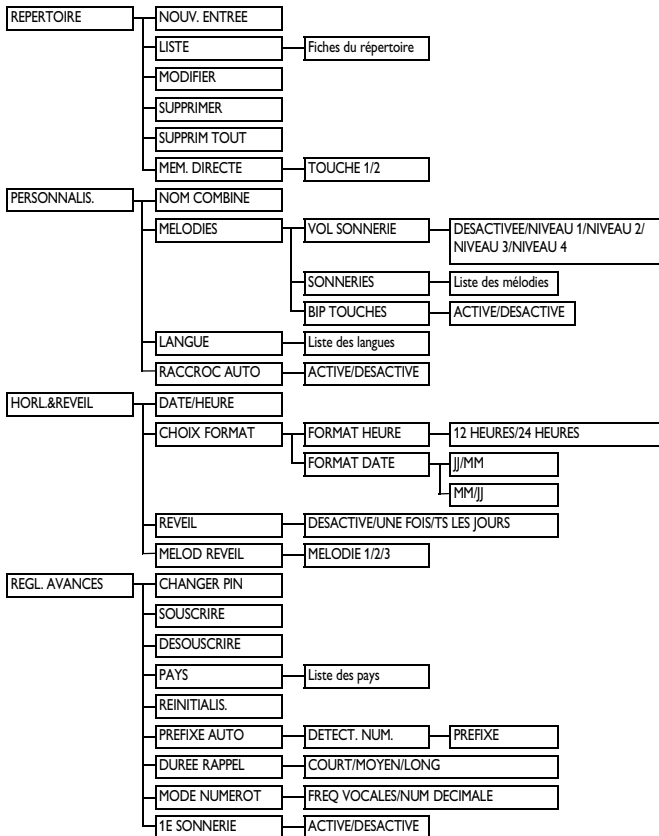 REPERTOIRE
NOUV. ENTREE
LISTE
Fiches du répertoire
MODIFIER
SUPPRIMER
SUPPRIM TOUT
MEM. DIRECTE
TOUCHE 1/2
PERSONNALIS.
NOM COMBINE
MELODIES
VOL SONNERIE
DESACTIVEE/NIVEAU 1/NIVEAU 2/
NIVEAU 3/NIVEAU 4
SONNERIES
Liste des mélodies
BIP TOUCHES
ACTIVE/DESACTIVE
LANGUE
Liste des langues
RACCROC AUTO
ACTIVE/DESACTIVE
HORL.&REVEIL
DATE/HEURE
CHOIX FORMAT
FORMAT HEURE
12 HEURES/24 HEURES
FORMAT DATE
JJ/MM
MM/JJ
REVEIL
DESACTIVE/UNE FOIS/TS LES JOURS
MELOD REVEIL
MELODIE 1/2/3
REGL. AVANCES
CHANGER PIN
SOUSCRIRE
DESOUSCRIRE
PAYS
Liste des pays
REINITIALIS.
PREFIXE AUTO
DETECT. NUM.
PREFIXE
DUREE RAPPEL
COURT/MOYEN/LONG
MODE NUMEROT
FREQ VOCALES/NUM DECIMALE
1E SONNERIE
ACTIVE/DESACTIVE